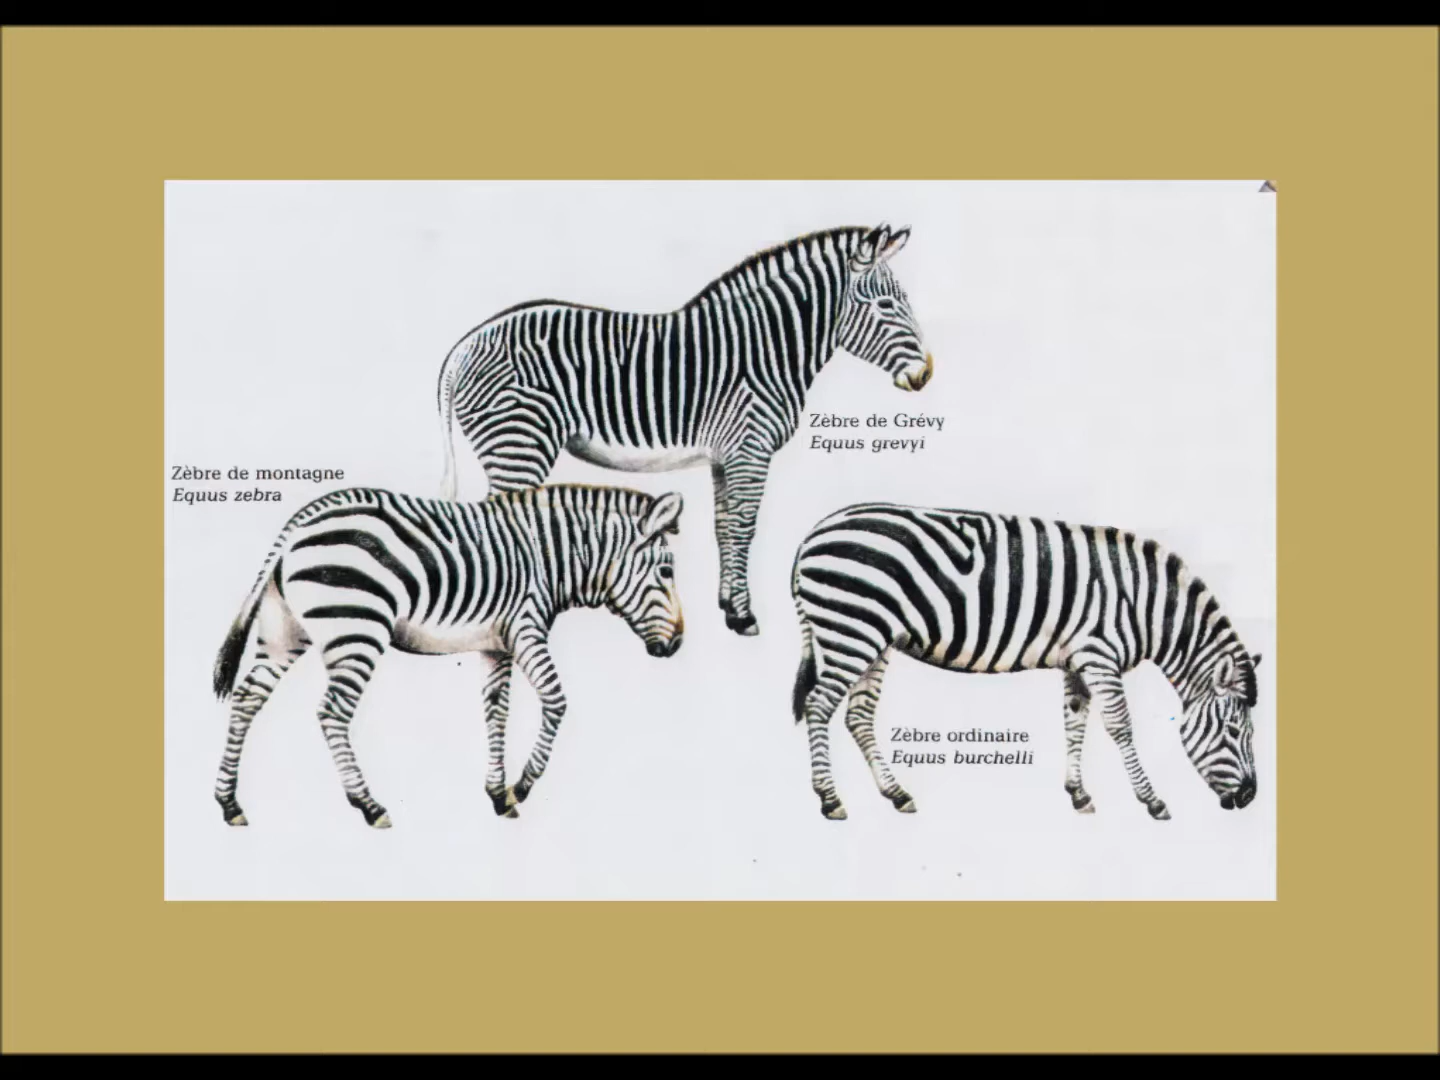 Zèbre de Grévy
Equus grevyi
Zèbre de montagne
Equus zebra
Zèbre ordinaire
Equus burchelli